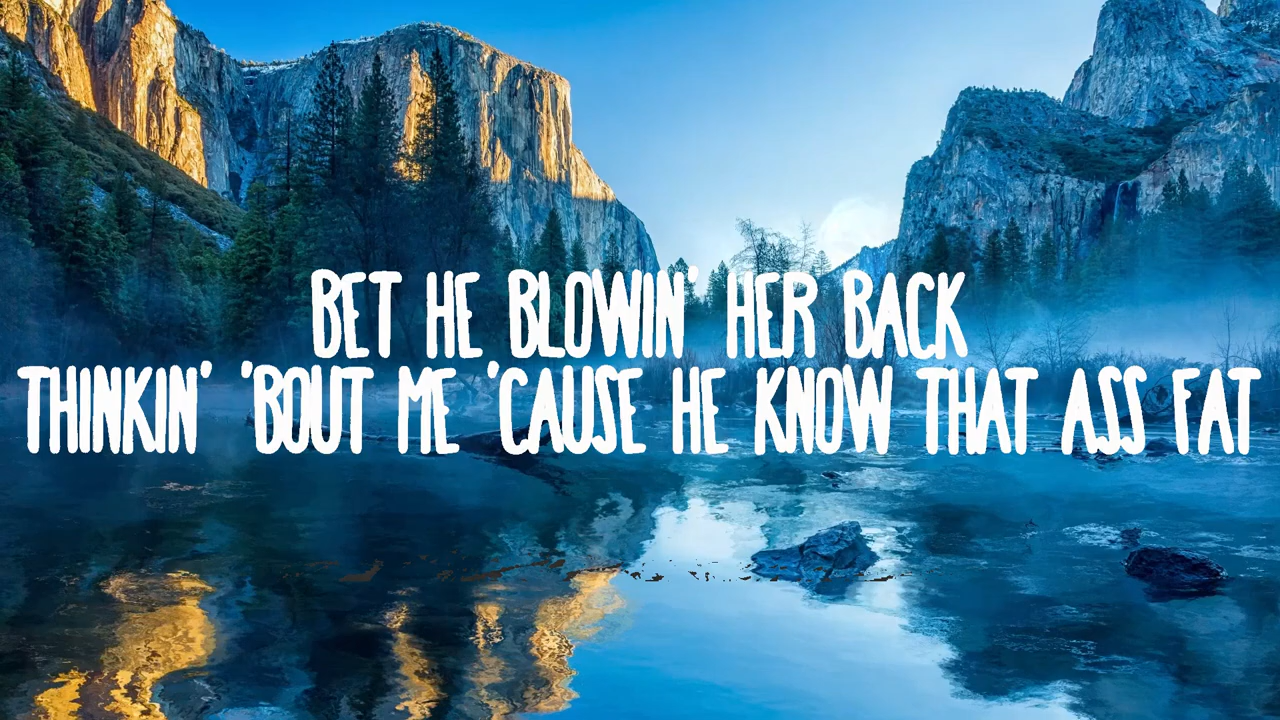 BET HE BLOWIN' HER BACK
THINKIN' 'BOUT ME 'CAUSE HE KNOW THAT ASS FAT